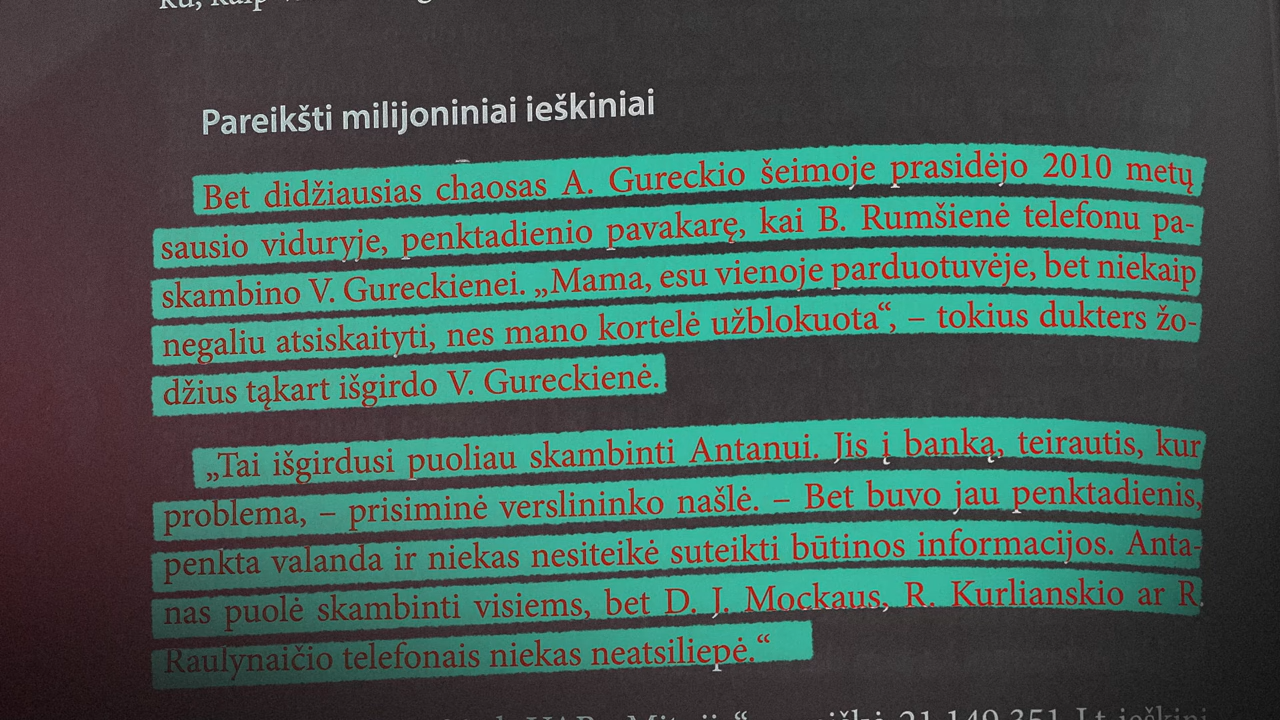 Pareikšti milijoniniai ieškiniai
Bet didžiausias chaosas A. Gureckio šeimoje prasidėjo 2010 metų
sausio viduryje, penktadienio pavakarę, kai B. Rumšienė telefonu pa-
skambino V. Gureckienei. „Mama, esu vienoje parduotuvėje, bet niekaip
negaliu atsiskaityti, nes mano kortelė užblokuota“, – tokius dukters žo-
džius tąkart išgirdo V. Gureckienė.
„Tai išgirdusi puoliau skambinti Antanui. Jis į banką, teirautis, kur
problema, – prisiminė verslininko našlė. – Bet buvo jau penktadienis,
penkta valanda ir niekas nesiteikė suteikti būtinos informacijos. Anta-
nas puolė skambinti visiems, bet D. J. Mockaus, R. Kurlianskio ar R.
Raulynaičio telefonais niekas neatsiliepė.“